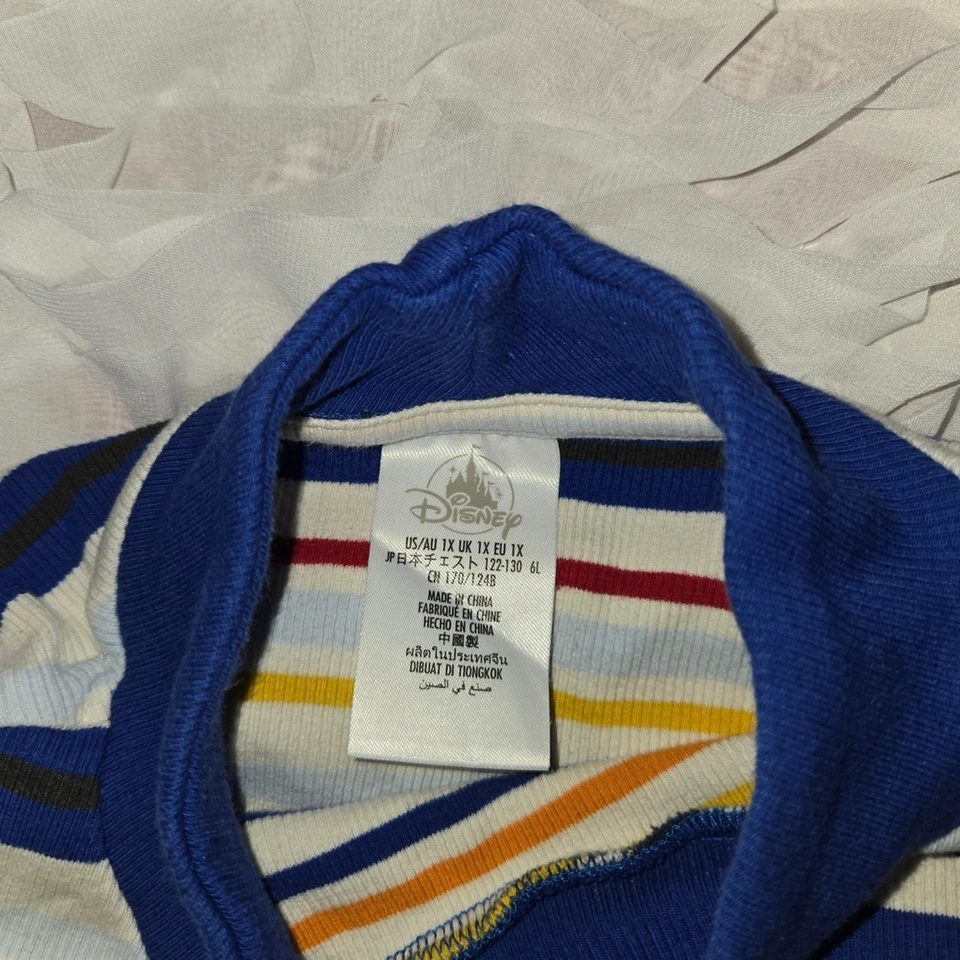 Disney
US/AU 1X UK 1X EU 1X
JP日本チェスト 122-130 6L
CN 170/124B
MADE IN CHINA
FABRIQUÉ EN CHINE
HECHO EN CHINA
中國製
ผลิตในประเทศจีน
DIBUAT DI TIONGKOK
صنع في الصين